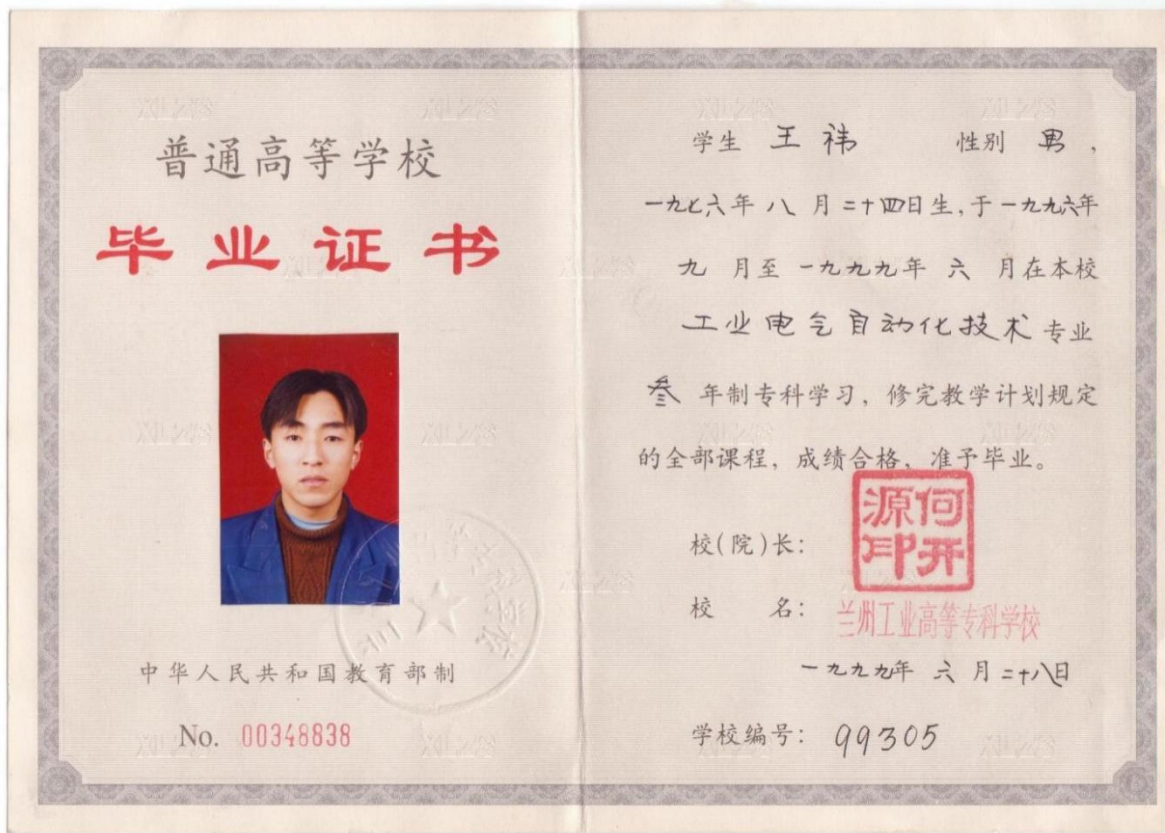 普通高等学校
毕业证书
中华人民共和国教育部制
No. 00348838
学生 王祎 性别 男，
一九七六年 八 月二十四日生，于一九九六年
九 月至一九九九年 六 月在本校
工业电气自动化技术 专业
叁 年制专科学习，修完教学计划规定
的全部课程，成绩合格，准予毕业。
何开源印
校(院)长：
校 名： 兰州工业高等专科学校
一九九九年 六 月二十八日
学校编号： 99305